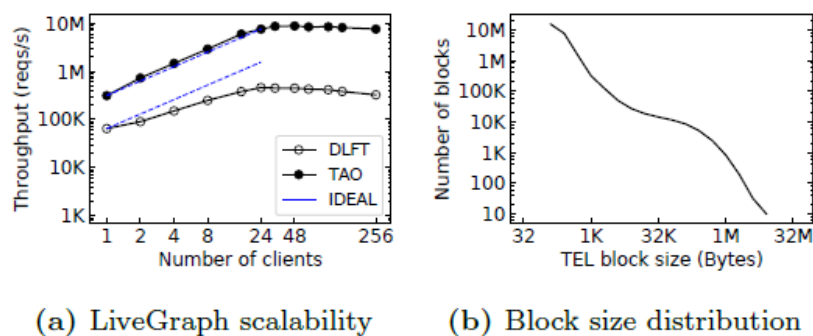 Throughput (reqs/s)
10M
1M
100K
10K
1K
DLFT
TAO
IDEAL
1 2 4 8 24 48 256
Number of clients
(a) LiveGraph scalability
Number of blocks
10M
1M
100K
10K
1K
100
10
32 1K 32K 1M 32M
TEL block size (Bytes)
(b) Block size distribution